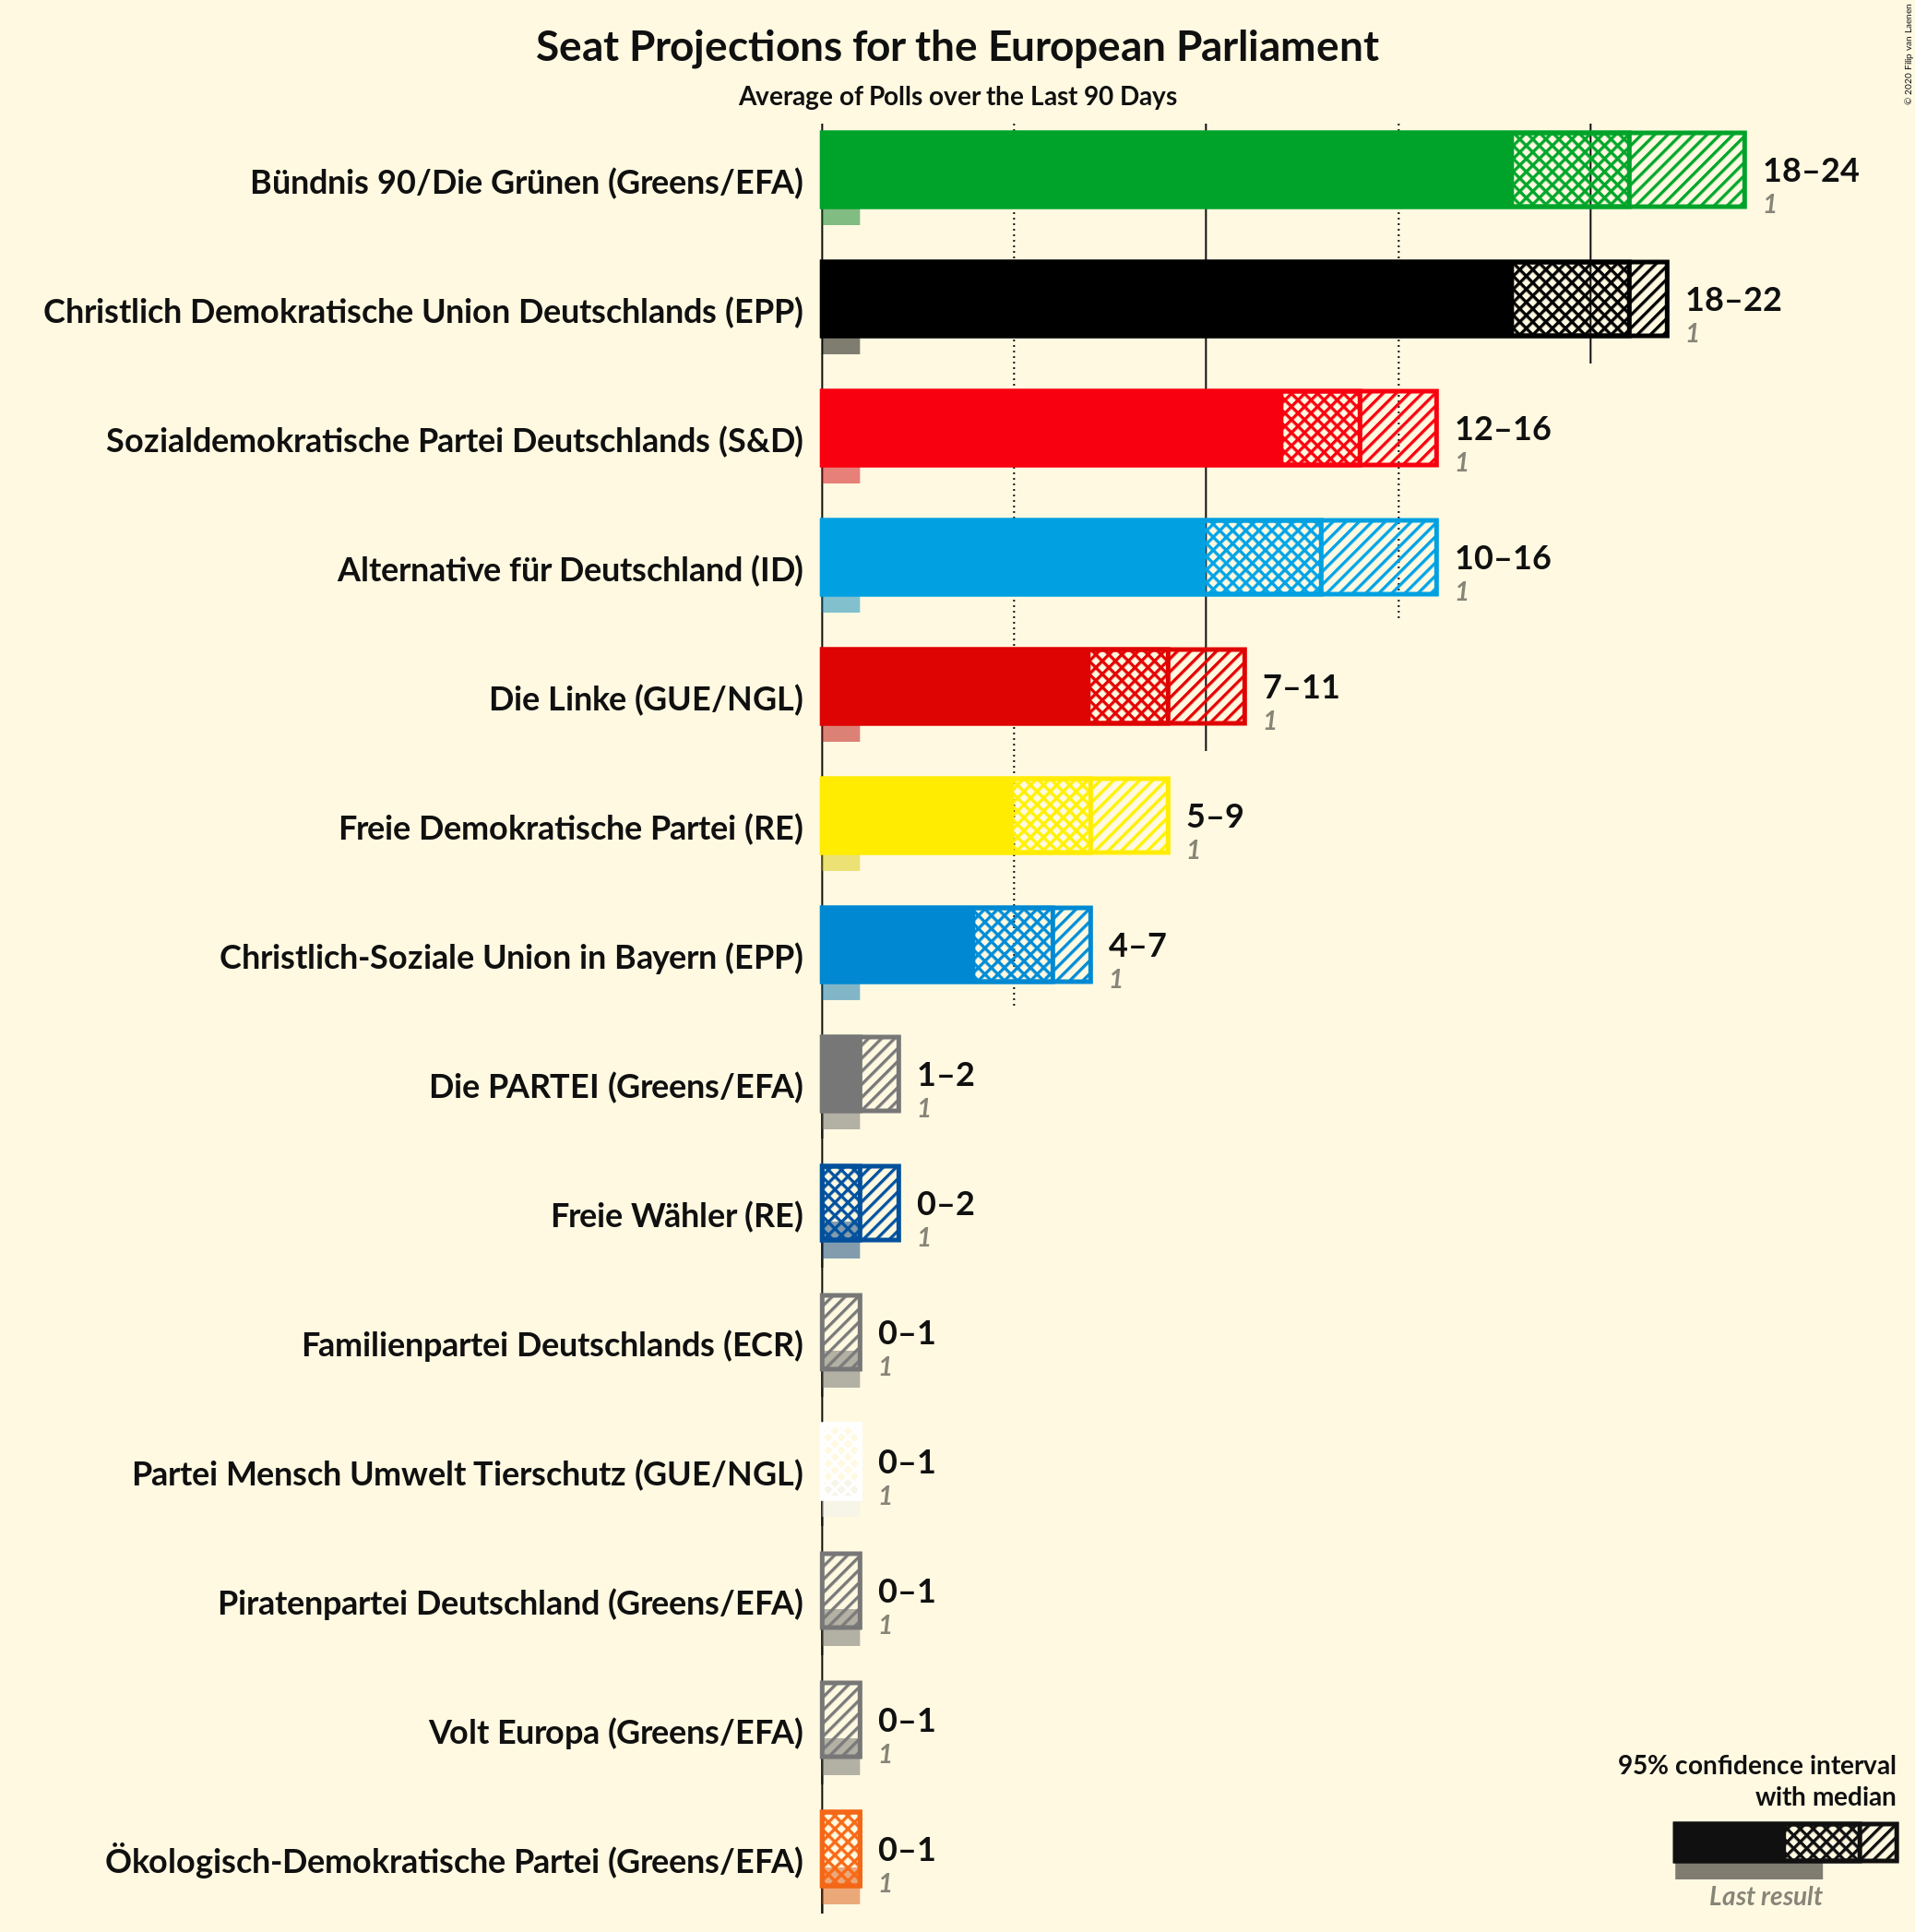 © 2020 Filip van Laenen
Seat Projections for the European Parliament
Average of Polls over the Last 90 Days
Bündnis 90/Die Grünen (Greens/EFA)
18–24
1
Christlich Demokratische Union Deutschlands (EPP)
18–22
1
Sozialdemokratische Partei Deutschlands (S&D)
12–16
1
Alternative für Deutschland (ID)
10–16
1
Die Linke (GUE/NGL)
7–11
1
Freie Demokratische Partei (RE)
5–9
1
Christlich-Soziale Union in Bayern (EPP)
4–7
1
Die PARTEI (Greens/EFA)
1–2
1
Freie Wähler (RE)
0–2
1
Familienpartei Deutschlands (ECR)
0–1
1
Partei Mensch Umwelt Tierschutz (GUE/NGL)
0–1
1
Piratenpartei Deutschland (Greens/EFA)
0–1
1
Volt Europa (Greens/EFA)
0–1
1
Ökologisch-Demokratische Partei (Greens/EFA)
0–1
1
95% confidence interval
with median
Last result